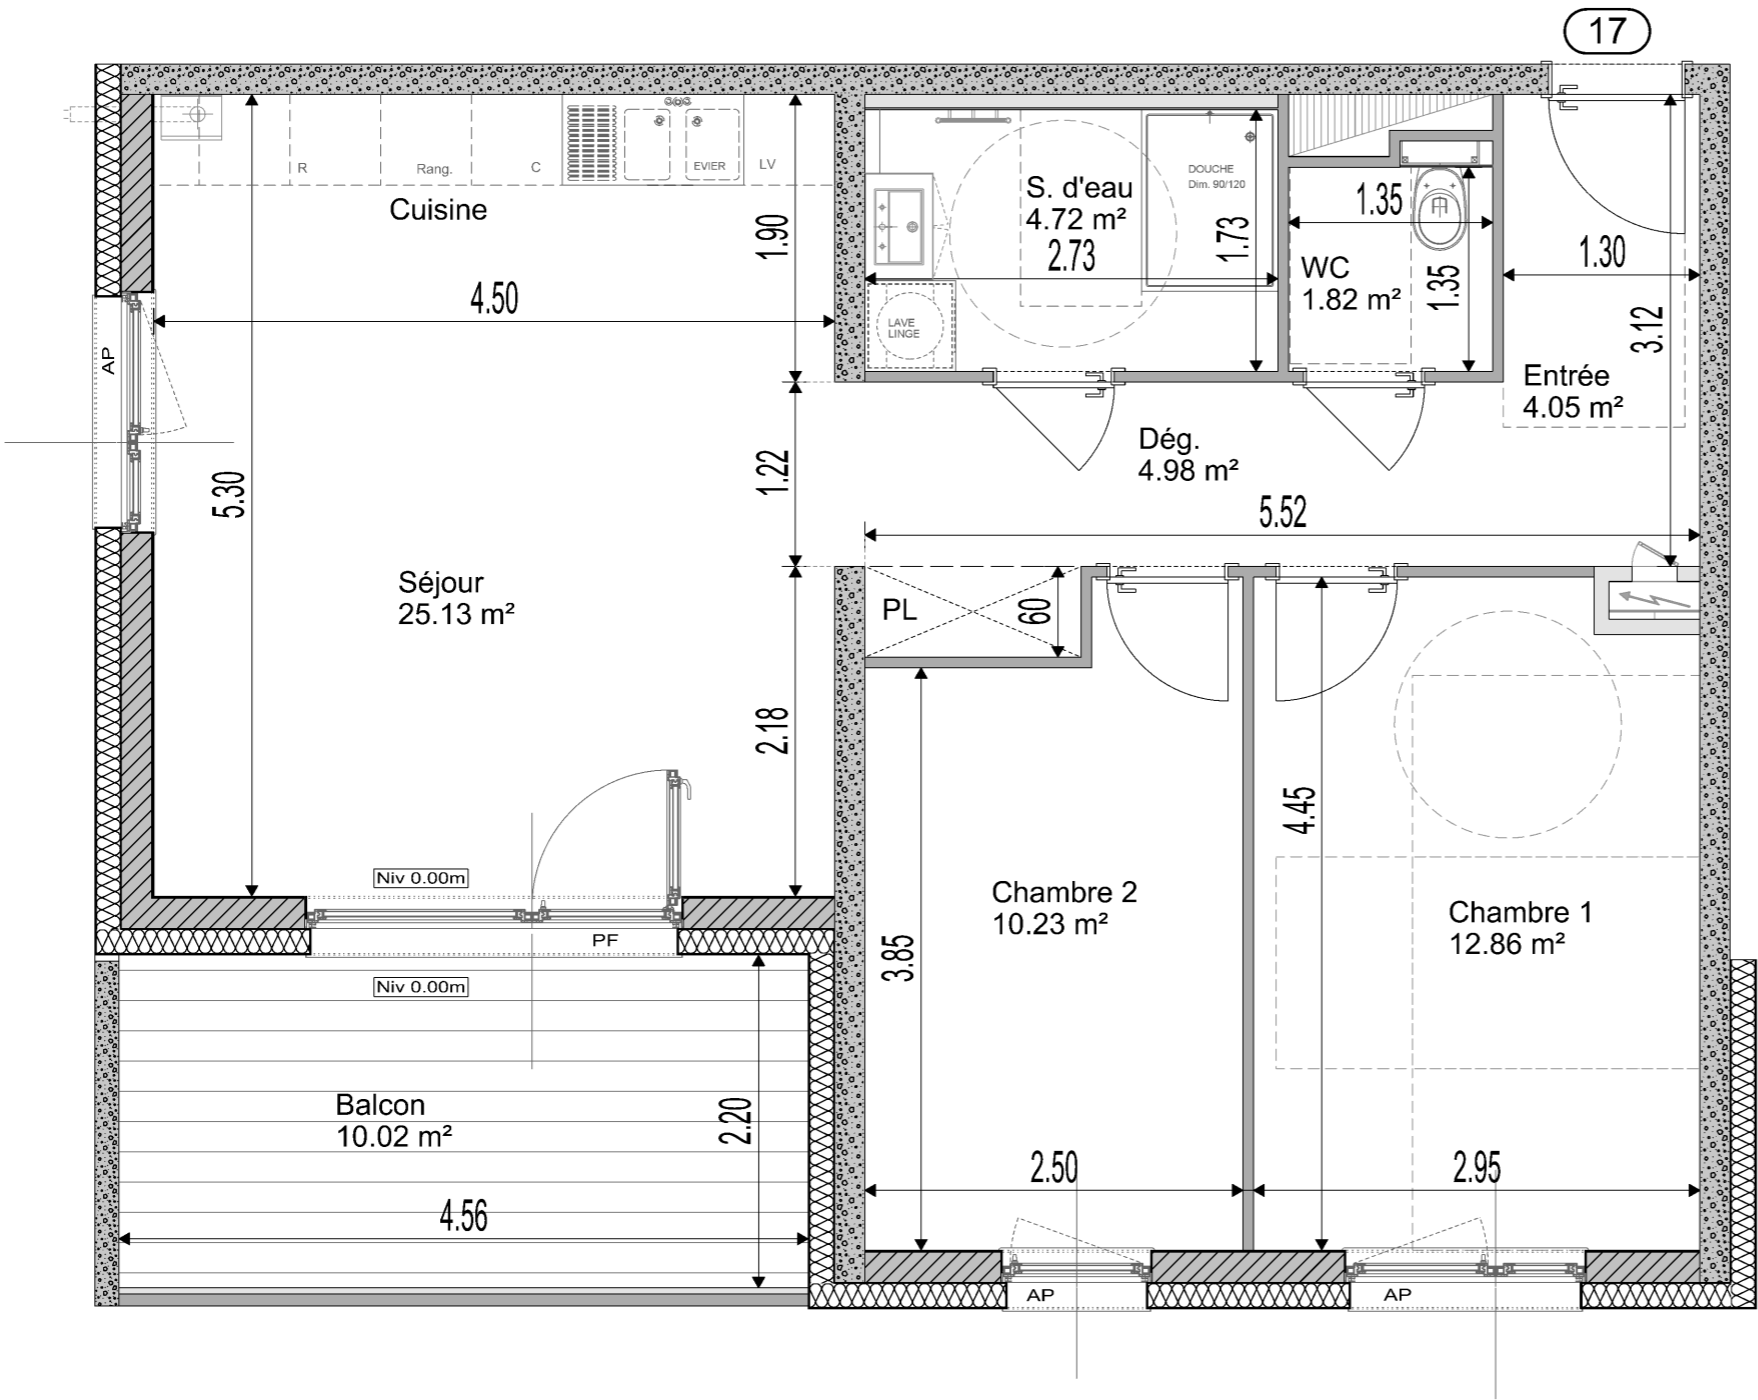 17
R
Rang.
C
EVIER
LV
Cuisine
1.90
4.50
S. d'eau
4.72 m²
2.73
1.73
DOUCHE
Dim. 90/120
LAVE
LINGE
1.35
WC
1.82 m²
1.35
1.30
3.12
Entrée
4.05 m²
AP
5.30
1.22
Dég.
4.98 m²
5.52
Séjour
25.13 m²
PL
60
2.18
4.45
Niv 0.00m
PF
Chambre 2
10.23 m²
Chambre 1
12.86 m²
3.85
Niv 0.00m
Balcon
10.02 m²
2.20
4.56
2.50
2.95
AP
AP